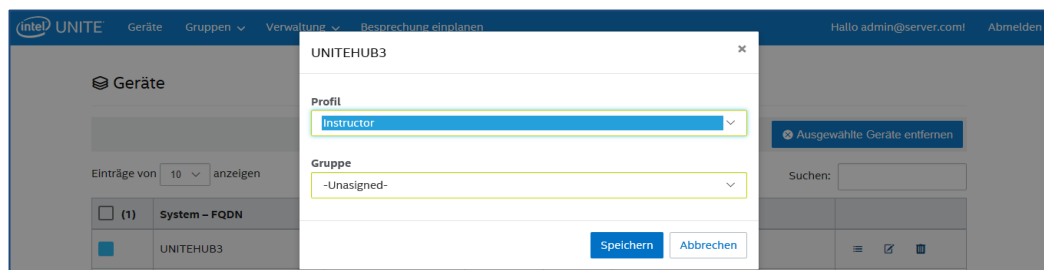 intel UNITE Geräte Gruppen Verwaltung Besprechung einplanen Hallo admin@server.com! Abmelden
UNITEHUB3 ×
Geräte
Profil
Instructor
Ausgewählte Geräte entfernen
Gruppe
Einträge von 10 anzeigen
-Unasigned-
Suchen:
(1) System – FQDN
Speichern Abbrechen
UNITEHUB3